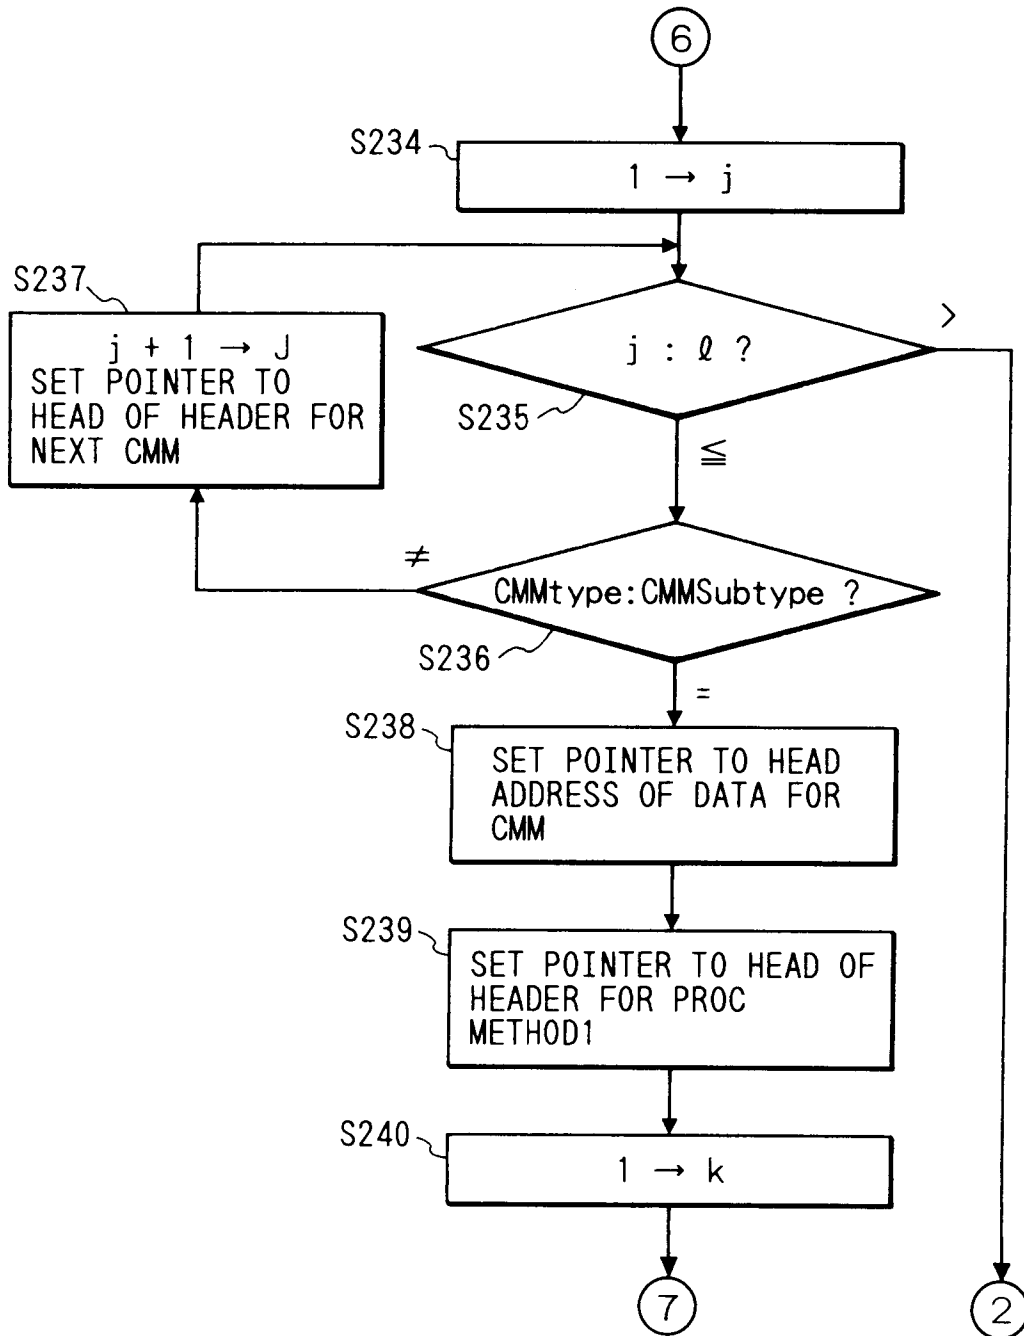 6
S234
1 → j
S237
j + 1 → J
SET POINTER TO
HEAD OF HEADER FOR
NEXT CMM
j : ℓ ?
>
S235
≦
≠
CMMtype:CMMSubtype ?
S236
=
S238
SET POINTER TO HEAD
ADDRESS OF DATA FOR
CMM
S239
SET POINTER TO HEAD OF
HEADER FOR PROC
METHOD1
S240
1 → k
7
2